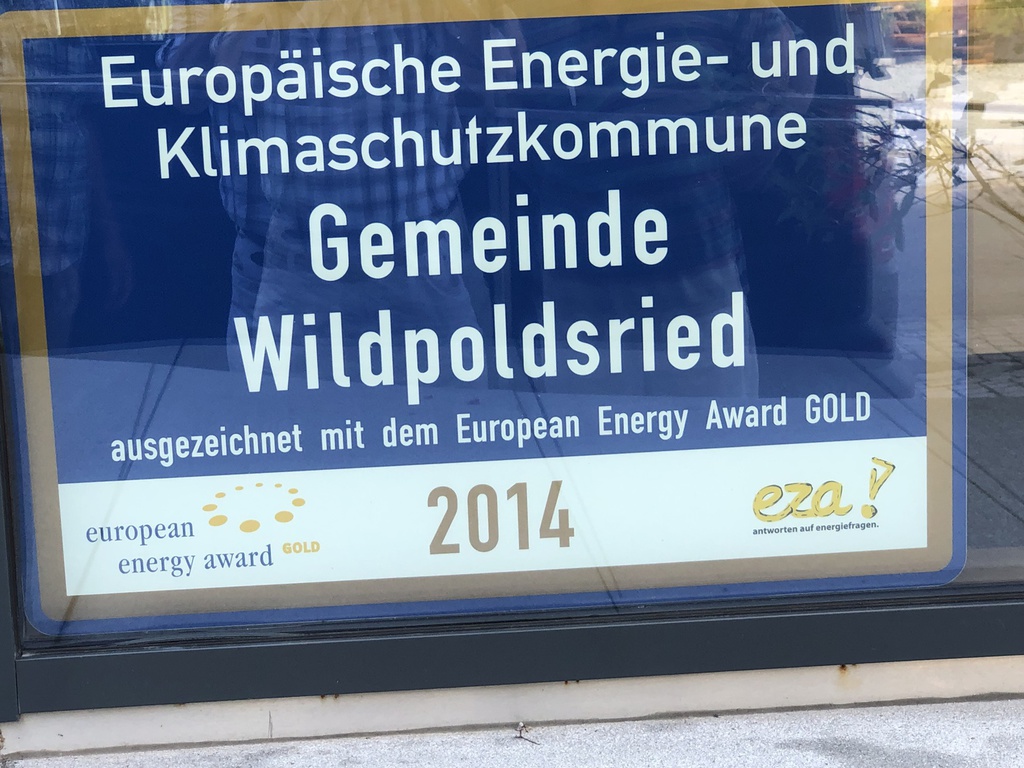 Europäische Energie- und
Klimaschutzkommune
Gemeinde
Wildpoldsried
ausgezeichnet mit dem European Energy Award GOLD
european
energy award GOLD
2014
eza!
antworten auf energiefragen.